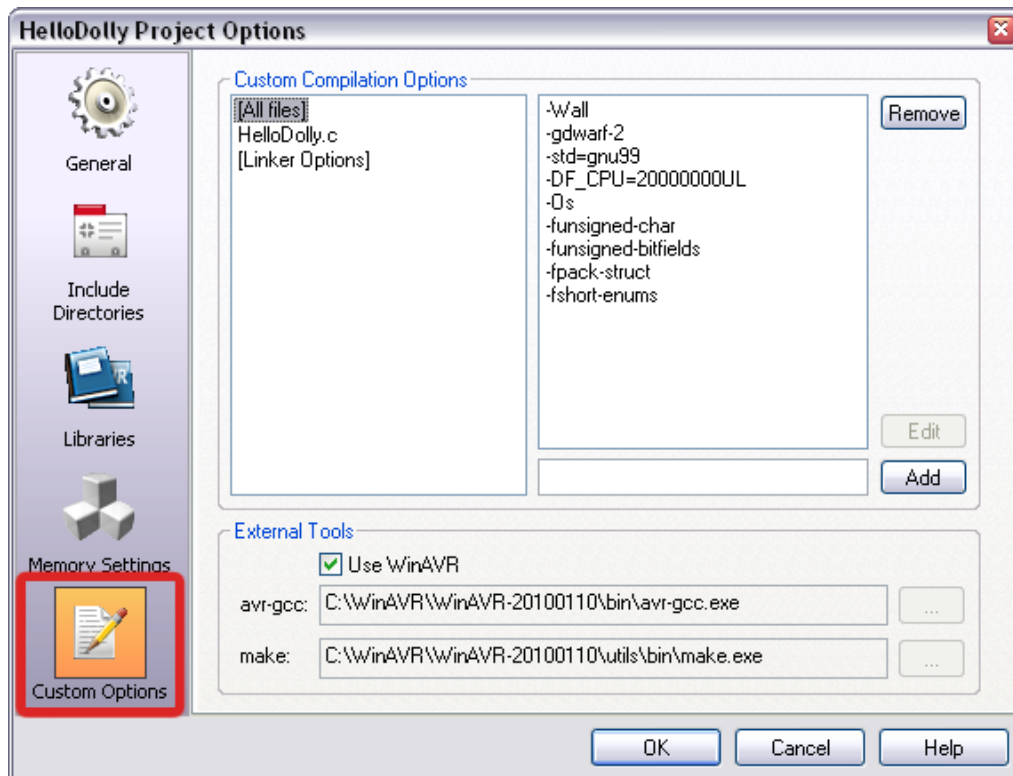 HelloDolly Project Options
General
Include
Directories
Libraries
Memory Settings
Custom Options
Custom Compilation Options
[All files]
HelloDolly.c
[Linker Options]
-Wall
-gdwarf-2
-std=gnu99
-DF_CPU=20000000UL
-Os
-funsigned-char
-funsigned-bitfields
-fpack-struct
-fshort-enums
Remove
Edit
Add
External Tools
Use WinAVR
avr-gcc: C:\WinAVR\WinAVR-20100110\bin\avr-gcc.exe ...
make: C:\WinAVR\WinAVR-20100110\utils\bin\make.exe ...
OK Cancel Help